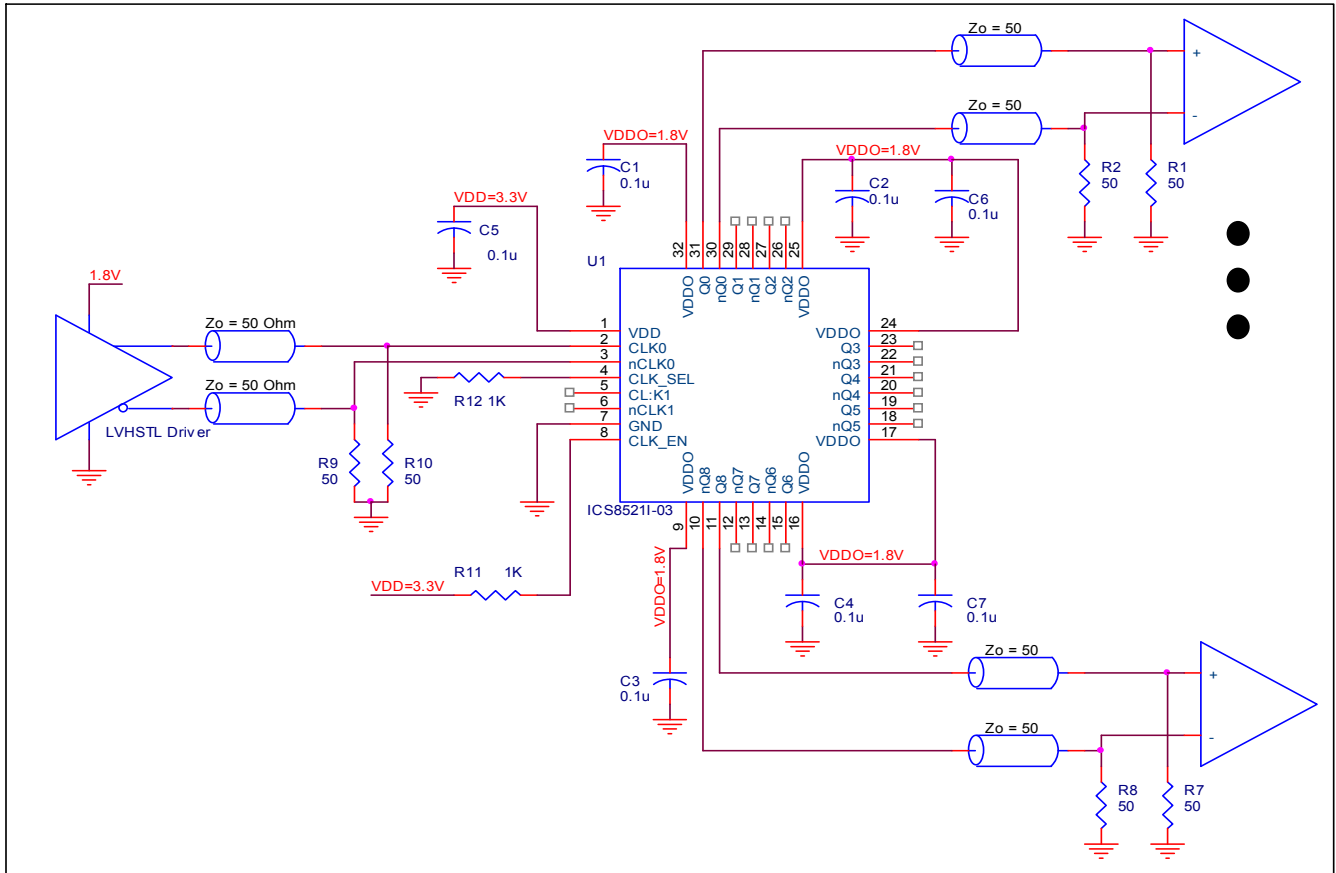 Zo = 50
+
Zo = 50
-
VDDO=1.8V
VDDO=1.8V
C1
0.1u
C2
0.1u
C6
0.1u
R2
50
R1
50
VDD=3.3V
C5
0.1u
U1
32
31
30
29
28
27
26
25
VDDO
Q0
nQ0
Q1
nQ1
Q2
nQ2
VDDO
1.8V
Zo = 50 Ohm
Zo = 50 Ohm
LVHSTL Driver
1
VDD
2
CLK0
3
nCLK0
4
CLK_SEL
5
CL:K1
6
nCLK1
7
GND
8
CLK_EN
VDDO
24
Q3
23
nQ3
22
Q4
21
nQ4
20
Q5
19
nQ5
18
VDDO
17
R12 1K
R9
50
R10
50
VDDO
nQ8
Q8
nQ7
Q7
nQ6
Q6
VDDO
ICS8521I-03
9
10
11
12
13
14
15
16
VDD=3.3V
R11 1K
VDDO=1.8V
VDDO=1.8V
C4
0.1u
C7
0.1u
C3
0.1u
Zo = 50
+
Zo = 50
-
R8
50
R7
50